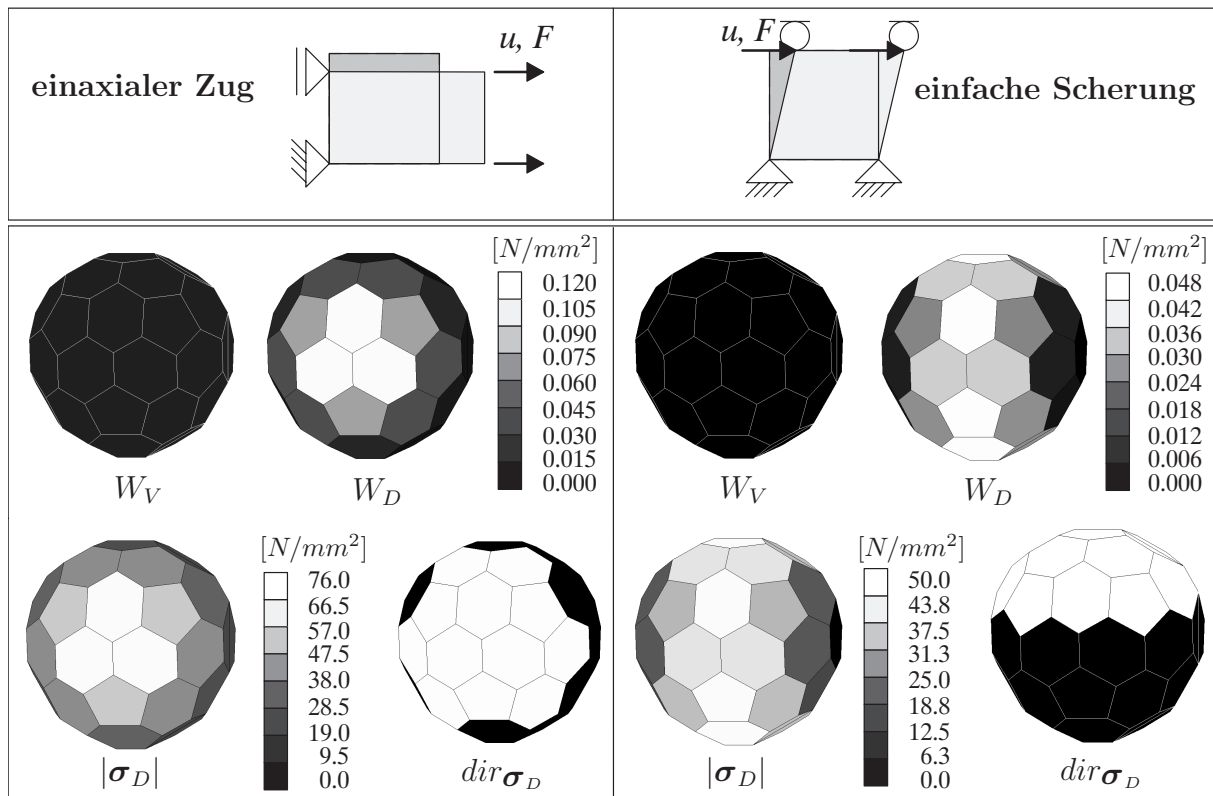 einaxialer Zug
u, F
u, F
einfache Scherung
[N/mm²]
0.120
0.105
0.090
0.075
0.060
0.045
0.030
0.015
0.000
W_V
W_D
[N/mm²]
0.048
0.042
0.036
0.030
0.024
0.018
0.012
0.006
0.000
W_V
W_D
[N/mm²]
76.0
66.5
57.0
47.5
38.0
28.5
19.0
9.5
0.0
|σ_D|
dir_σ_D
[N/mm²]
50.0
43.8
37.5
31.3
25.0
18.8
12.5
6.3
0.0
|σ_D|
dir_σ_D